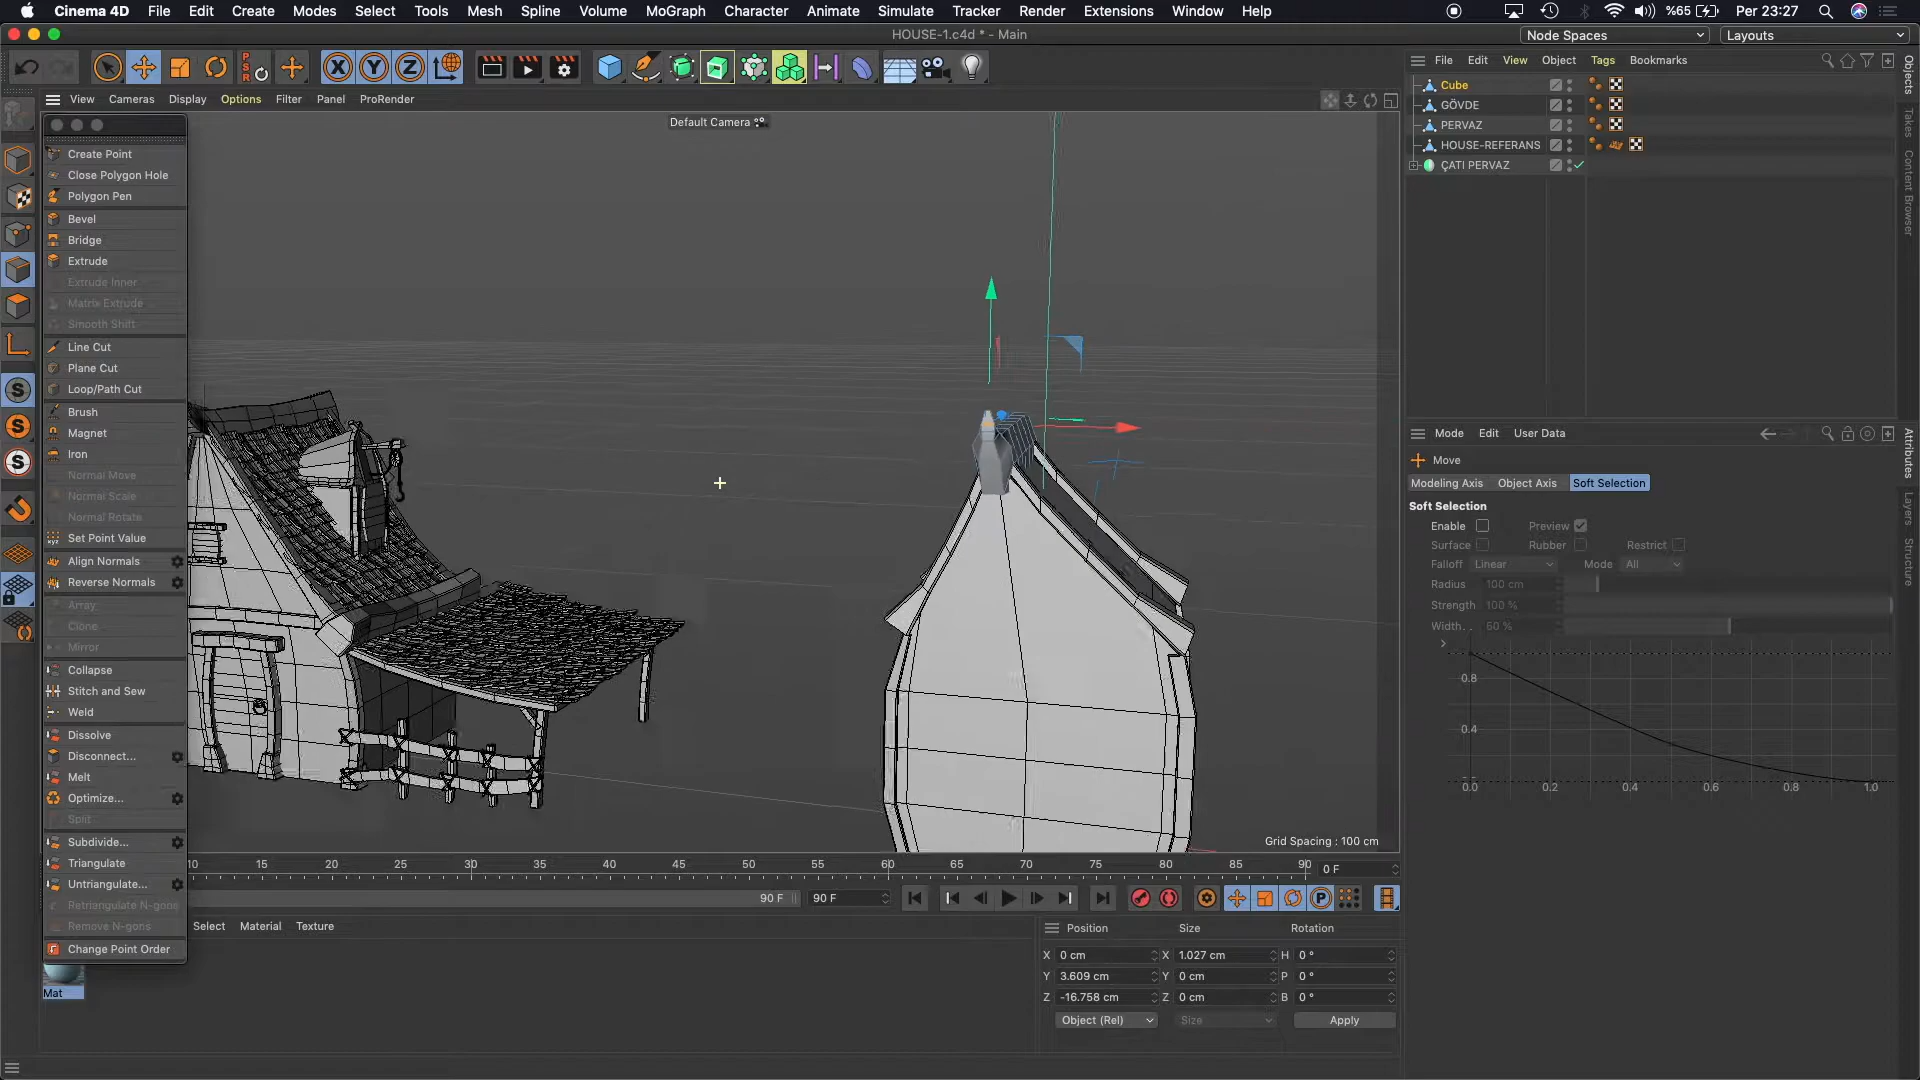 Cinema 4D File Edit Create Modes Select Tools Mesh Spline Volume MoGraph Character Animate Simulate Tracker Render Extensions Window Help %65 Per 23:27
HOUSE-1.c4d * - Main
Node Spaces Layouts
View Cameras Display Options Filter Panel ProRender
Default Camera
Create Point
Close Polygon Hole
Polygon Pen
Bevel
Bridge
Extrude
Extrude Inner
Matrix Extrude
Smooth Shift
Line Cut
Plane Cut
Loop/Path Cut
Brush
Magnet
Iron
Normal Move
Normal Scale
Normal Rotate
Set Point Value
Align Normals
Reverse Normals
Array
Clone
Mirror
Collapse
Stitch and Sew
Weld
Dissolve
Disconnect...
Melt
Optimize...
Split
Subdivide...
Triangulate
Untriangulate...
Retriangulate N-gons
Remove N-gons
Change Point Order
Grid Spacing : 100 cm
10 15 20 25 30 35 40 45 50 55 60 65 70 75 80 85 90 0 F
90 F 90 F
Select Material Texture
Mat
Position Size Rotation
X 0 cm X 1.027 cm H 0 °
Y 3.609 cm Y 0 cm P 0 °
Z -16.758 cm Z 0 cm B 0 °
Object (Rel) Size Apply
File Edit View Object Tags Bookmarks
Cube
GÖVDE
PERVAZ
HOUSE-REFERANS
ÇATI PERVAZ
Objects
Takes
Content Browser
Mode Edit User Data
Move
Modeling Axis Object Axis Soft Selection
Soft Selection
Enable Preview
Surface Rubber Restrict
Falloff Linear Mode All
Radius 100 cm
Strength 100 %
Width. . 50 %
0.8
0.4
0.0 0.2 0.4 0.6 0.8 1.0
Attributes
Layers
Structure